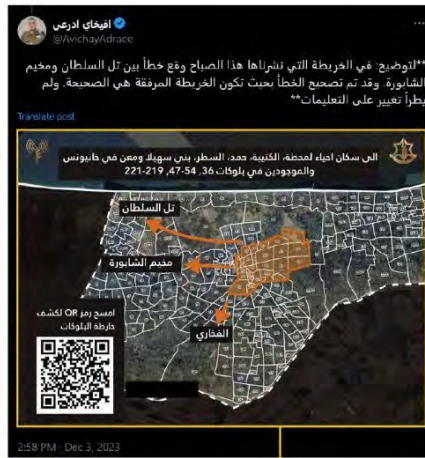 افيخاي ادرعي
@AvichayAdraee
**لتوضيح: في الخريطة التي نشرناها هذا الصباح وقع خطأ بين تل السلطان ومخيم
الشابورة. وقد تم تصحيح الخطأ بحيث تكون الخريطة المرفقة هي الصحيحة. ولم
يطرأ تغيير على التعليمات**
Translate post
الى سكان احياء لمحطة، الكتيبة، حمد، السطر، بني سهيلا ومعن في خانيونس
والموجودين في بلوكات 36, 47-54, 219-221
تل السلطان
مخيم الشابورة
الفخاري
امسح رمز QR لكشف
خارطة البلوكات
2:58 PM · Dec 3, 2023